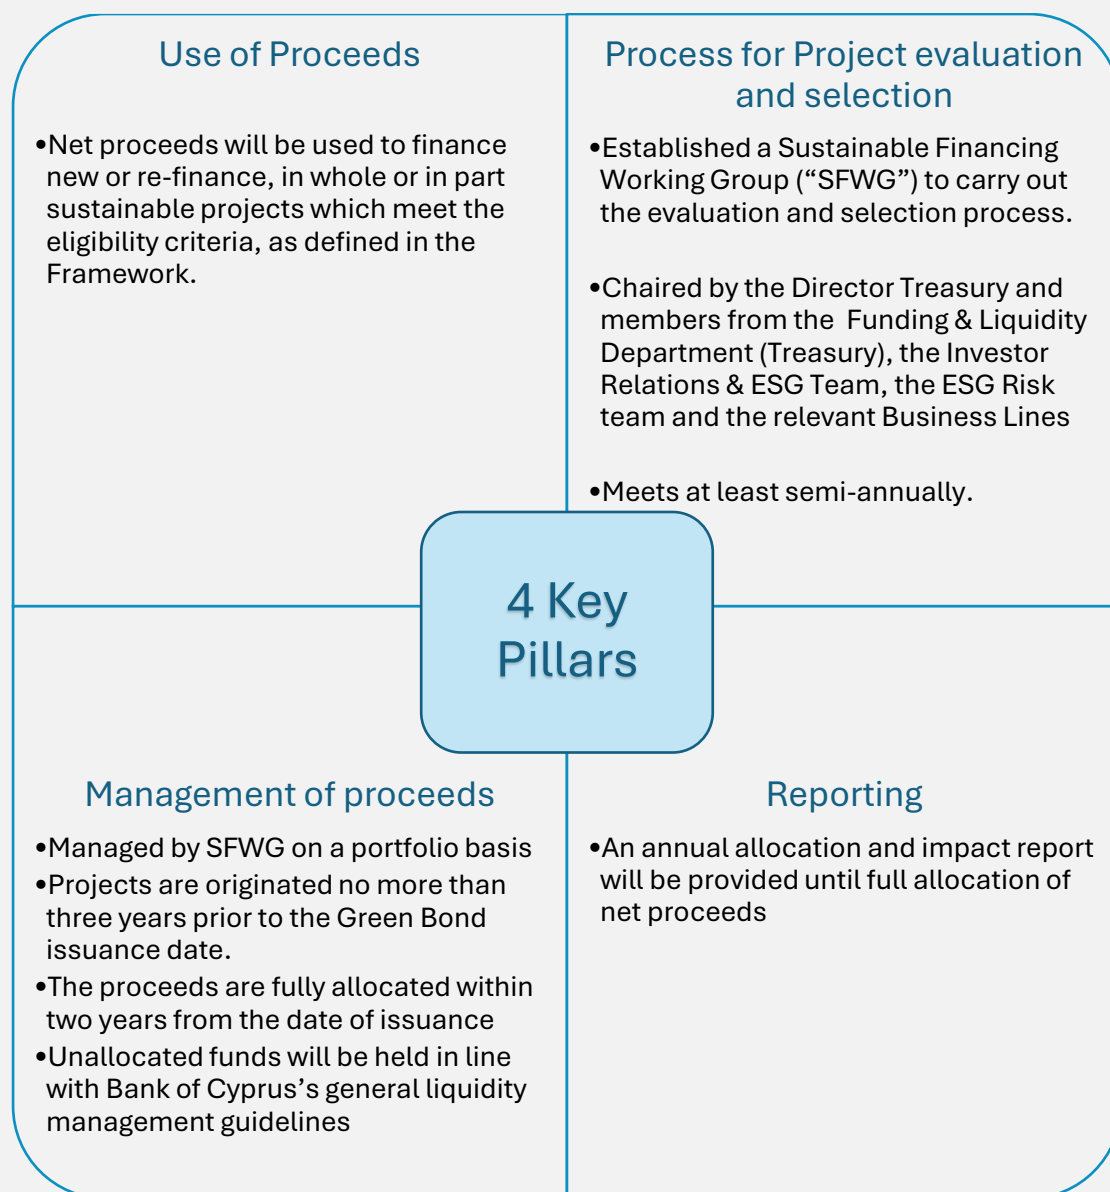 Use of Proceeds
•Net proceeds will be used to finance
new or re-finance, in whole or in part
sustainable projects which meet the
eligibility criteria, as defined in the
Framework.
Process for Project evaluation
and selection
•Established a Sustainable Financing
Working Group (“SFWG”) to carry out
the evaluation and selection process.
•Chaired by the Director Treasury and
members from the Funding & Liquidity
Department (Treasury), the Investor
Relations & ESG Team, the ESG Risk
team and the relevant Business Lines
•Meets at least semi-annually.
4 Key
Pillars
Management of proceeds
•Managed by SFWG on a portfolio basis
•Projects are originated no more than
three years prior to the Green Bond
issuance date.
•The proceeds are fully allocated within
two years from the date of issuance
•Unallocated funds will be held in line
with Bank of Cyprus’s general liquidity
management guidelines
Reporting
•An annual allocation and impact report
will be provided until full allocation of
net proceeds